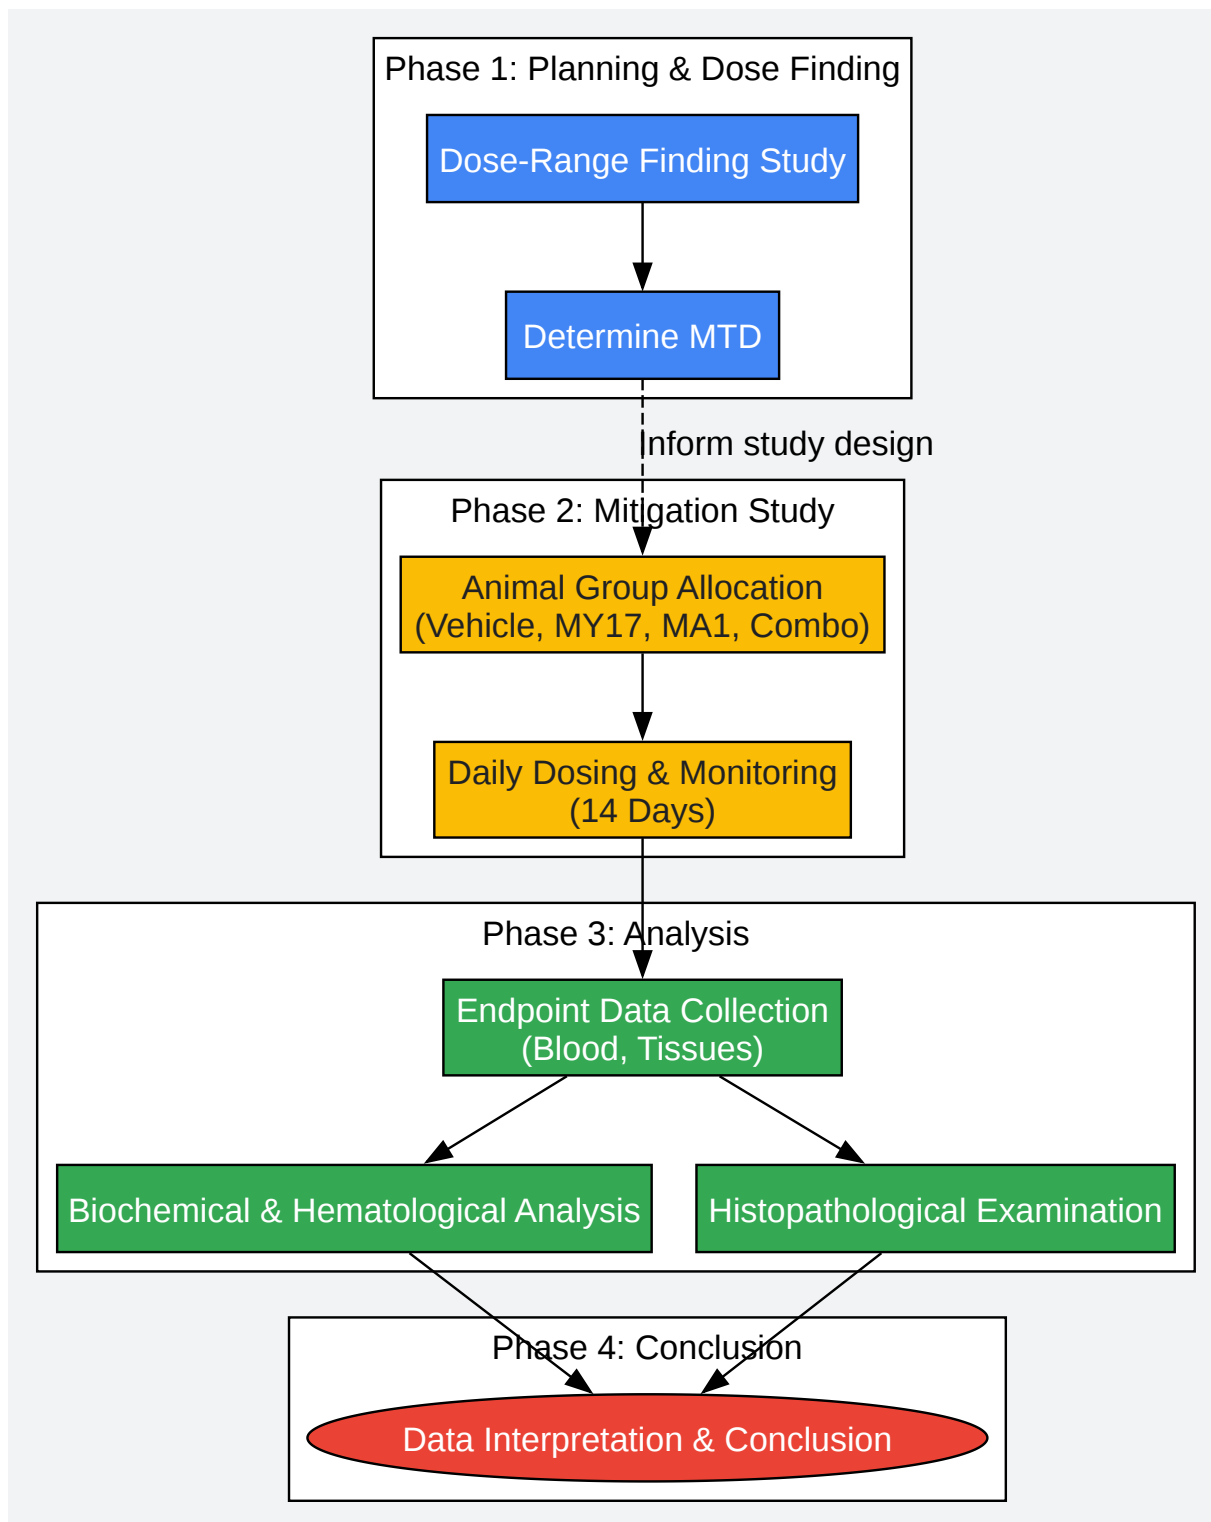 Phase 1: Planning & Dose Finding
Dose-Range Finding Study
Determine MTD
Inform study design
Phase 2: Mitigation Study
Animal Group Allocation
(Vehicle, MY17, MA1, Combo)
Daily Dosing & Monitoring
(14 Days)
Phase 3: Analysis
Endpoint Data Collection
(Blood, Tissues)
Biochemical & Hematological Analysis
Histopathological Examination
Phase 4: Conclusion
Data Interpretation & Conclusion